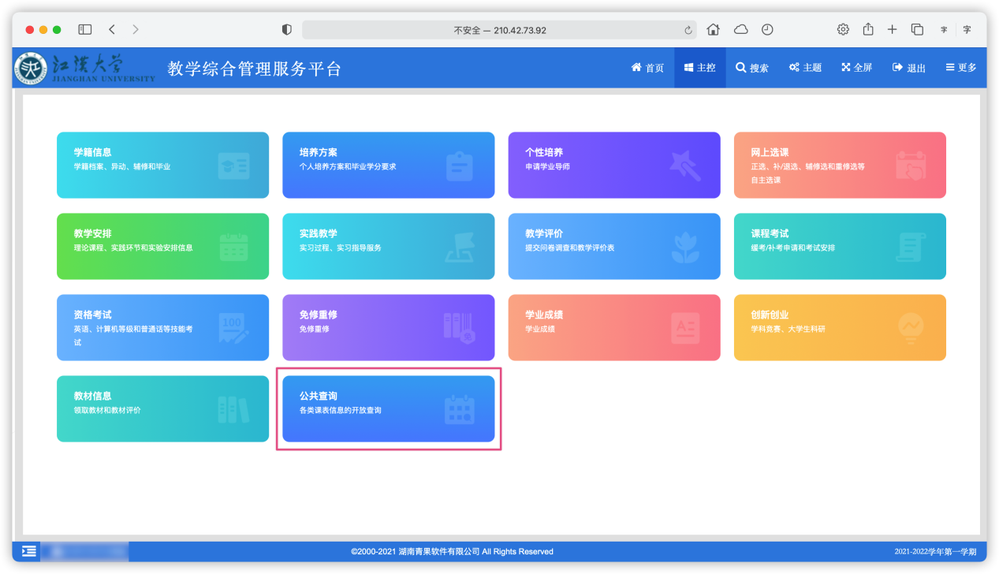 不安全 — 210.42.73.92
字 字
江漢大学
JIANGHAN UNIVERSITY
教学综合管理服务平台
首页 主控 搜索 主题 全屏 退出 更多
学籍信息
学籍档案、异动、辅修和毕业
培养方案
个人培养方案和毕业学分要求
个性培养
申请学业导师
网上选课
正选、补/退选、辅修选和重修选等
自主选课
教学安排
理论课程、实践环节和实验安排信息
实践教学
实习过程、实习指导服务
教学评价
提交问卷调查和教学评价表
课程考试
缓考/补考申请和考试安排
资格考试
英语、计算机等级和普通话等技能考
试
100
免修重修
免修重修
免
学业成绩
学业成绩
A
创新创业
学科竞赛、大学生科研
教材信息
领取教材和教材评价
公共查询
各类课表信息的开放查询
©2000-2021 湖南青果软件有限公司 All Rights Reserved
2021-2022学年第一学期